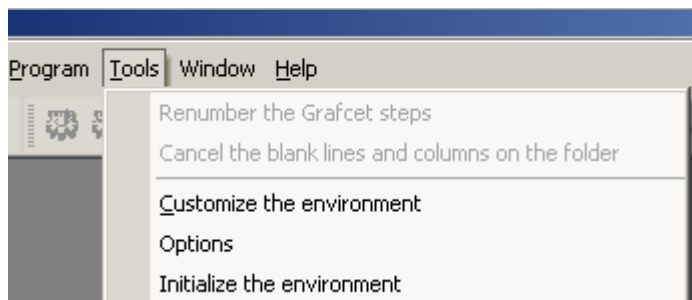 Program Tools Window Help
Renumber the Grafcet steps
Cancel the blank lines and columns on the folder
Customize the environment
Options
Initialize the environment